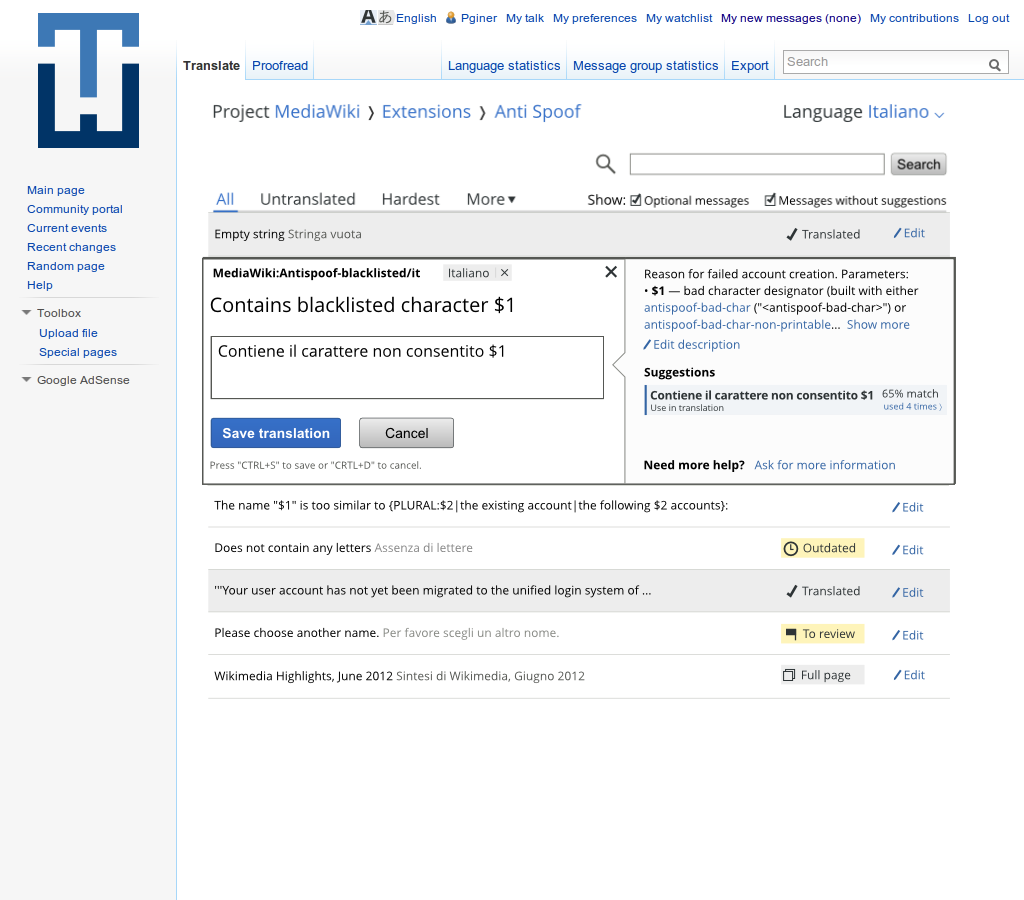 Aあ English Pginer My talk My preferences My watchlist My new messages (none) My contributions Log out
Translate Proofread Language statistics Message group statistics Export Search
Project MediaWiki ❭ Extensions ❭ Anti Spoof Language Italiano
Search
All Untranslated Hardest More ▾ Show: Optional messages Messages without suggestions
Main page
Community portal
Current events
Recent changes
Random page
Help
Toolbox
Upload file
Special pages
Google AdSense
Empty string Stringa vuota Translated Edit
MediaWiki:Antispoof-blacklisted/it Italiano ✕
Contains blacklisted character $1
Contiene il carattere non consentito $1
Save translation Cancel
Press "CTRL+S" to save or "CRTL+D" to cancel.
Reason for failed account creation. Parameters:
• $1 — bad character designator (built with either
antispoof-bad-char ("<antispoof-bad-char>") or
antispoof-bad-char-non-printable... Show more
Edit description
Suggestions
Contiene il carattere non consentito $1 65% match
Use in translation used 4 times ⟩
Need more help? Ask for more information
The name "$1" is too similar to {PLURAL:$2|the existing account|the following $2 accounts}: Edit
Does not contain any letters Assenza di lettere Outdated Edit
'''Your user account has not yet been migrated to the unified login system of ... Translated Edit
Please choose another name. Per favore scegli un altro nome. To review Edit
Wikimedia Highlights, June 2012 Sintesi di Wikimedia, Giugno 2012 Full page Edit